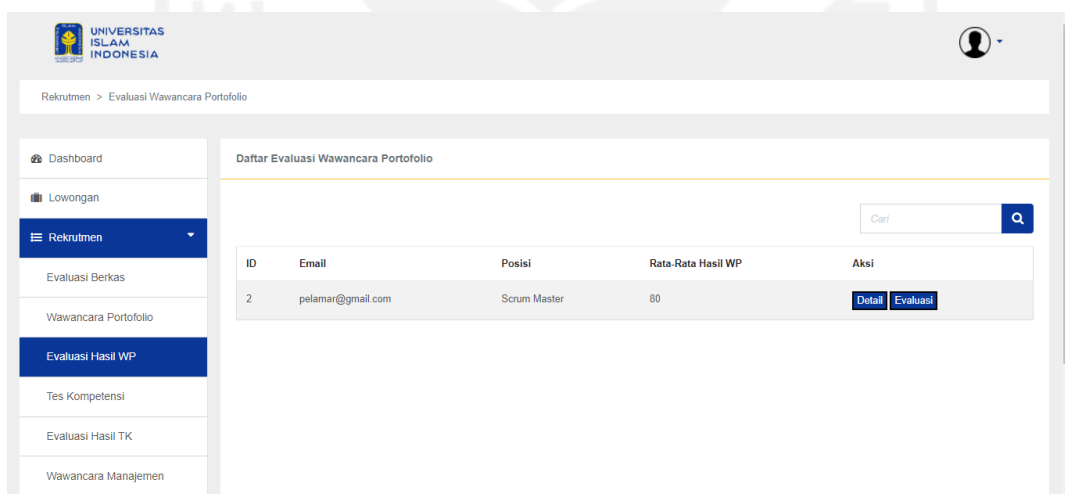 UNIVERSITAS
ISLAM
INDONESIA
Rekrutmen > Evaluasi Wawancara Portofolio
Dashboard
Lowongan
Rekrutmen
Evaluasi Berkas
Wawancara Portofolio
Evaluasi Hasil WP
Tes Kompetensi
Evaluasi Hasil TK
Wawancara Manajemen
Daftar Evaluasi Wawancara Portofolio
Cari
ID Email Posisi Rata-Rata Hasil WP Aksi
2 pelamar@gmail.com Scrum Master 80 Detail Evaluasi